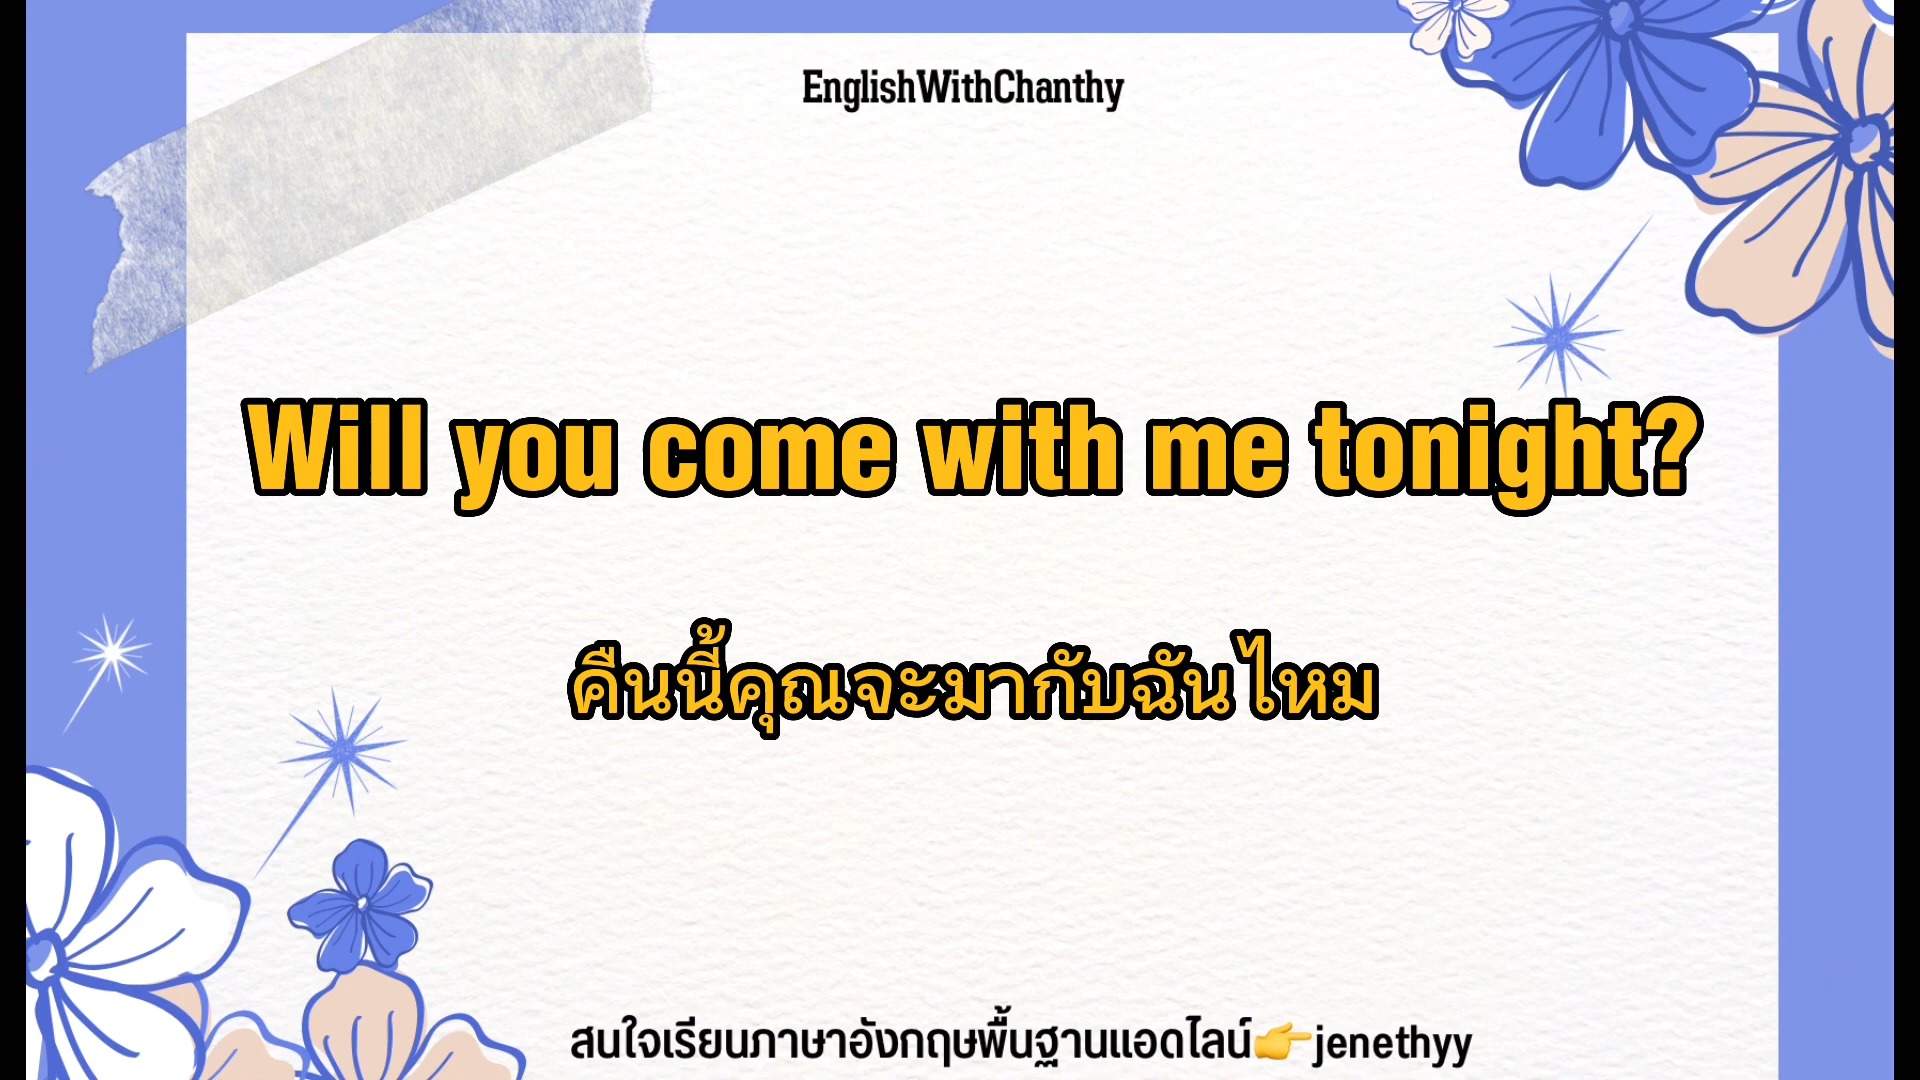 EnglishWithChanthy
Will you come with me tonight?
คืนนี้คุณจะมากับฉันไหม
สนใจเรียนภาษาอังกฤษพื้นฐานแอดไลน์👉jenethyy